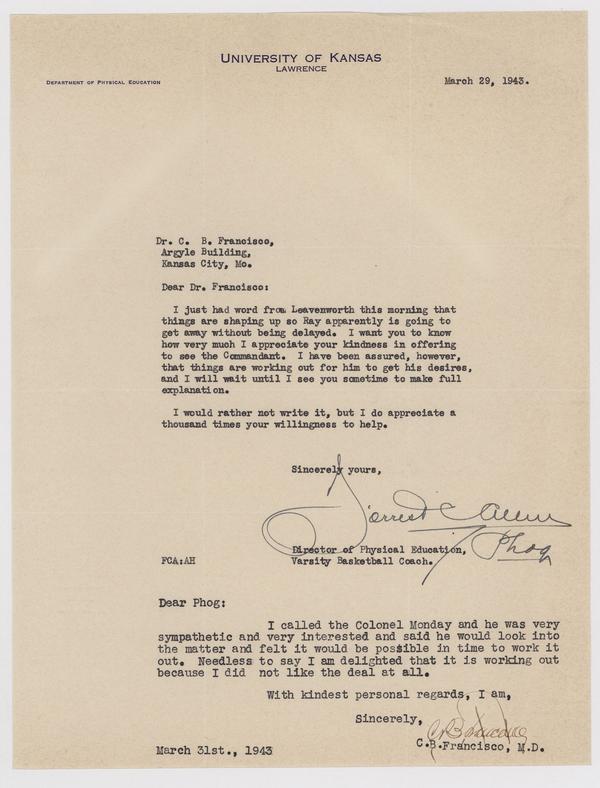 UNIVERSITY OF KANSAS
LAWRENCE
DEPARTMENT OF PHYSICAL EDUCATION
March 29, 1943.
Dr. C. B. Francisco,
Argyle Building,
Kansas City, Mo.
Dear Dr. Francisco:
I just had word from Leavenworth this morning that
things are shaping up so Ray apparently is going to
get away without being delayed. I want you to know
how very much I appreciate your kindness in offering
to see the Commandant. I have been assured, however,
that things are working out for him to get his desires,
and I will wait until I see you sometime to make full
explanation.
I would rather not write it, but I do appreciate a
thousand times your willingness to help.
Sincerely yours,
Forrest C Allen
Phog
Director of Physical Education,
FCA:AH Varsity Basketball Coach.
Dear Phog:
I called the Colonel Monday and he was very
sympathetic and very interested and said he would look into
the matter and felt it would be possible in time to work it
out. Needless to say I am delighted that it is working out
because I did not like the deal at all.
With kindest personal regards, I am,
Sincerely,
C.B. Francisco
C.B.Francisco, M.D.
March 31st., 1943